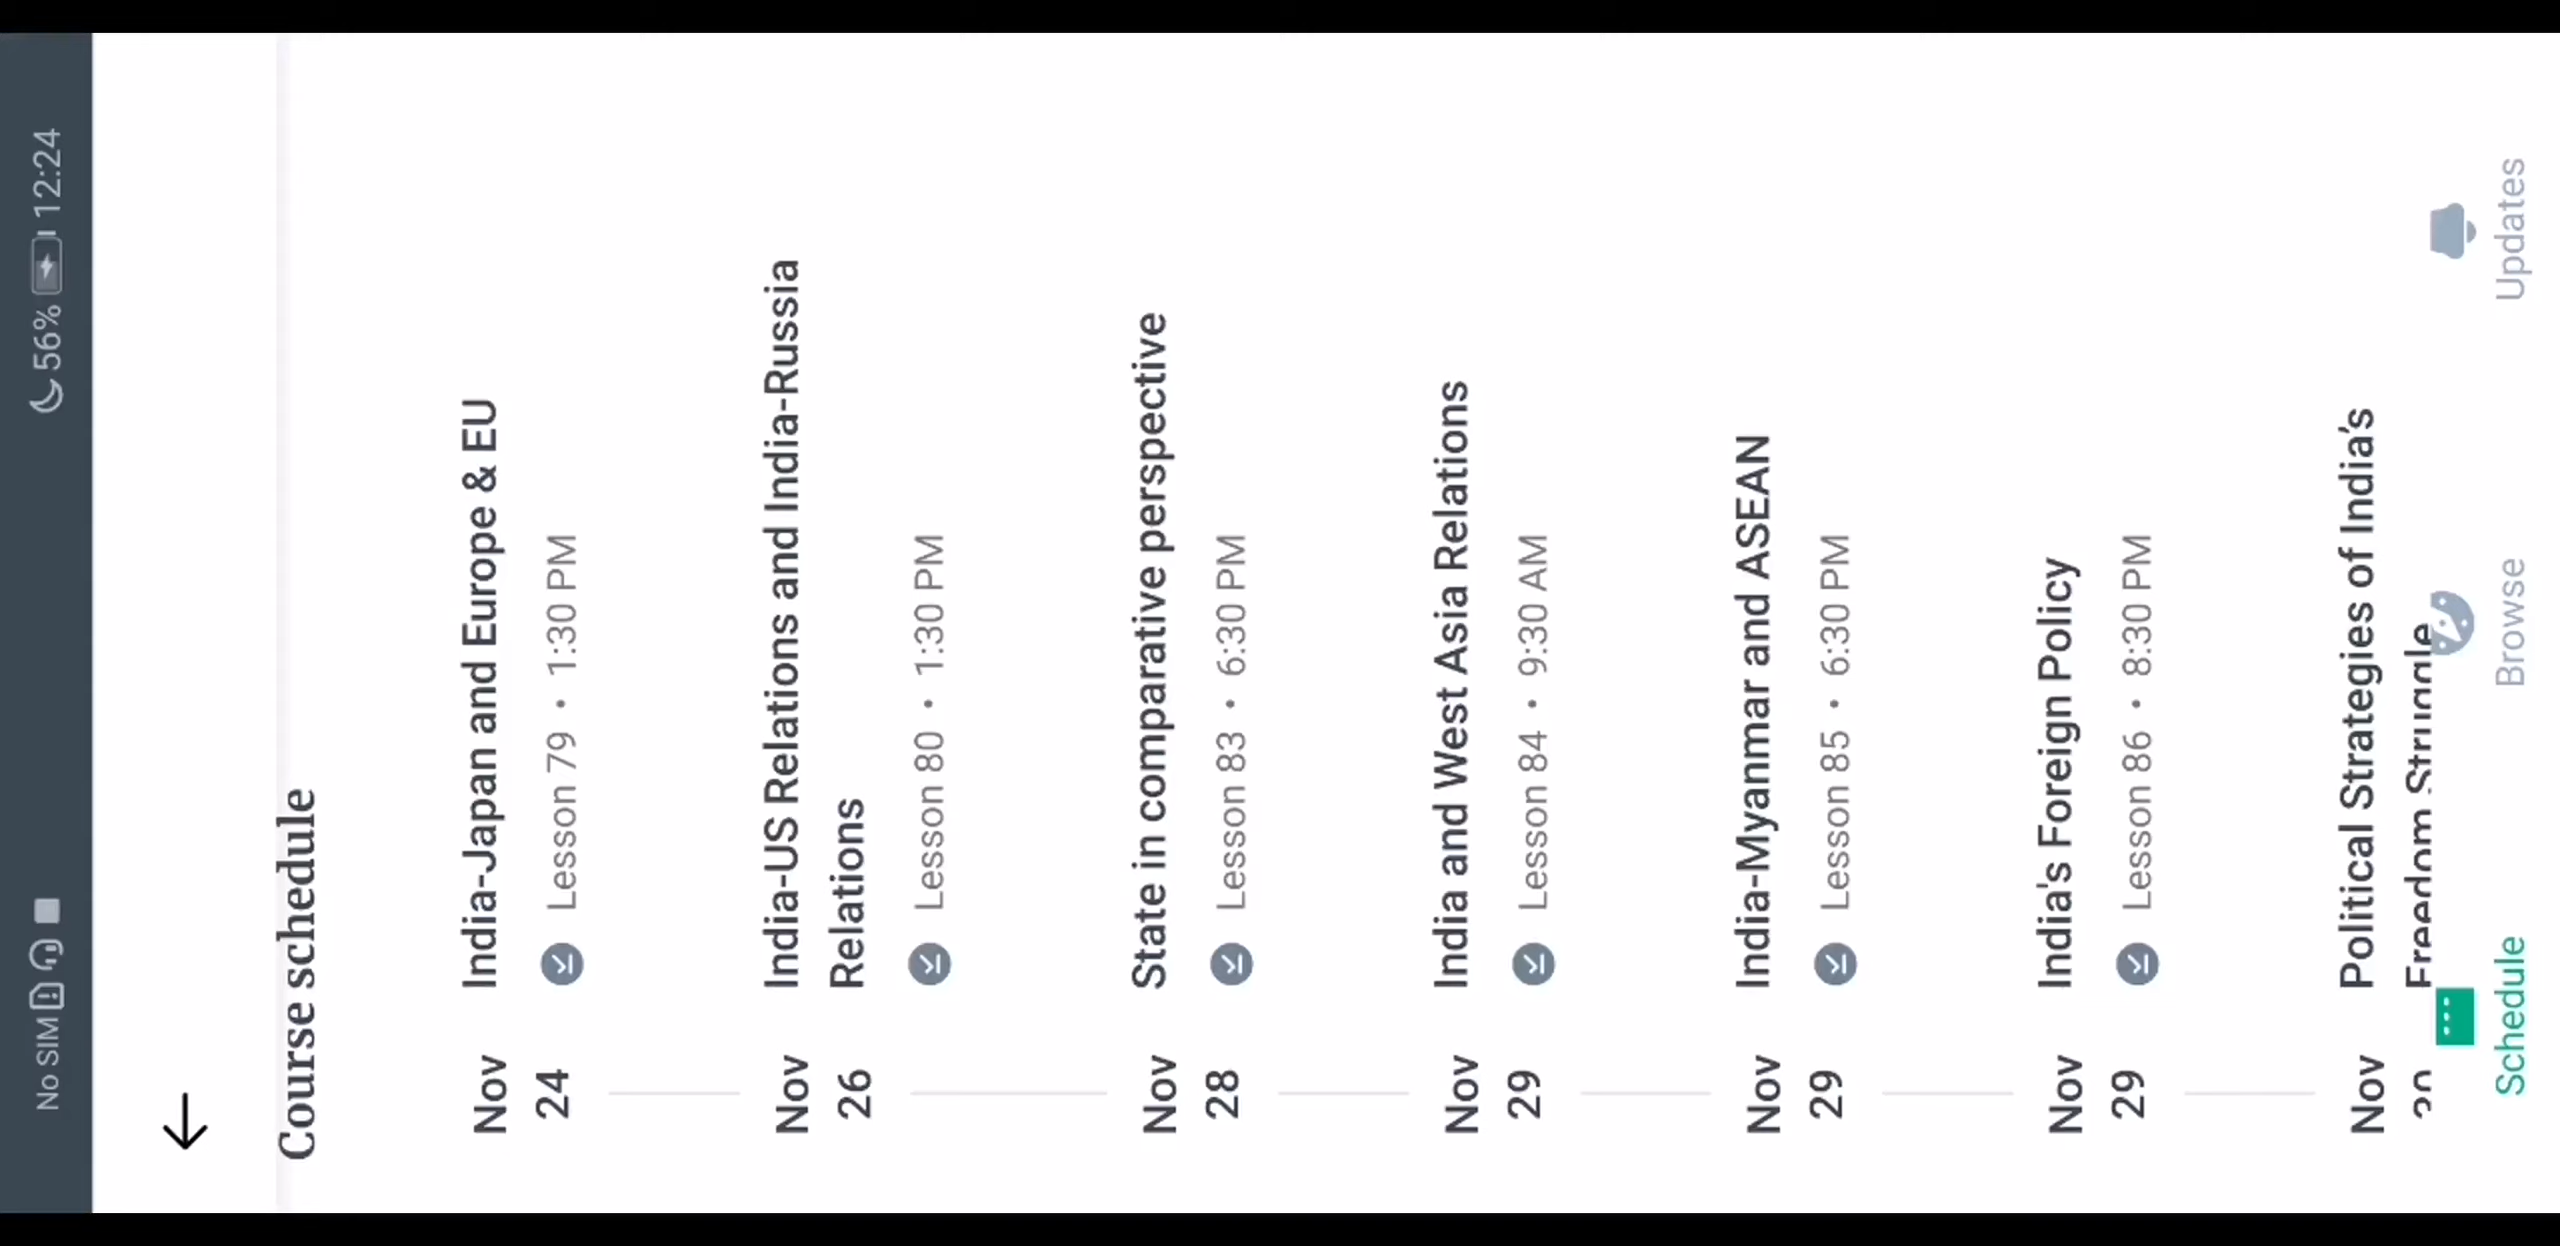 No SIM 56% 12:24
Course schedule
Nov 24
India-Japan and Europe & EU
Lesson 79 • 1:30 PM
Nov 26
India-US Relations and India-Russia
Relations
Lesson 80 • 1:30 PM
Nov 28
State in comparative perspective
Lesson 83 • 6:30 PM
Nov 29
India and West Asia Relations
Lesson 84 • 9:30 AM
Nov 29
India-Myanmar and ASEAN
Lesson 85 • 6:30 PM
Nov 29
India's Foreign Policy
Lesson 86 • 8:30 PM
Nov
Political Strategies of India's
Freedom Struggle
Schedule
Browse
Updates